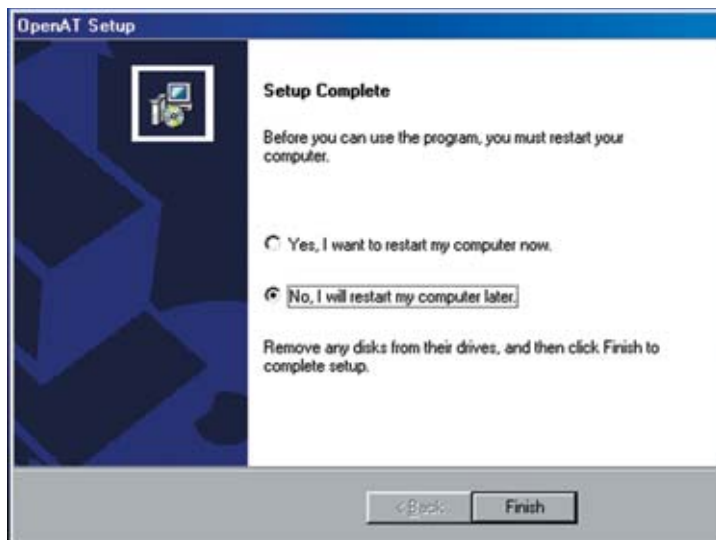 OpenAT Setup
Setup Complete
Before you can use the program, you must restart your
computer.
Yes, I want to restart my computer now.
No, I will restart my computer later.
Remove any disks from their drives, and then click Finish to
complete setup.
< Back
Finish